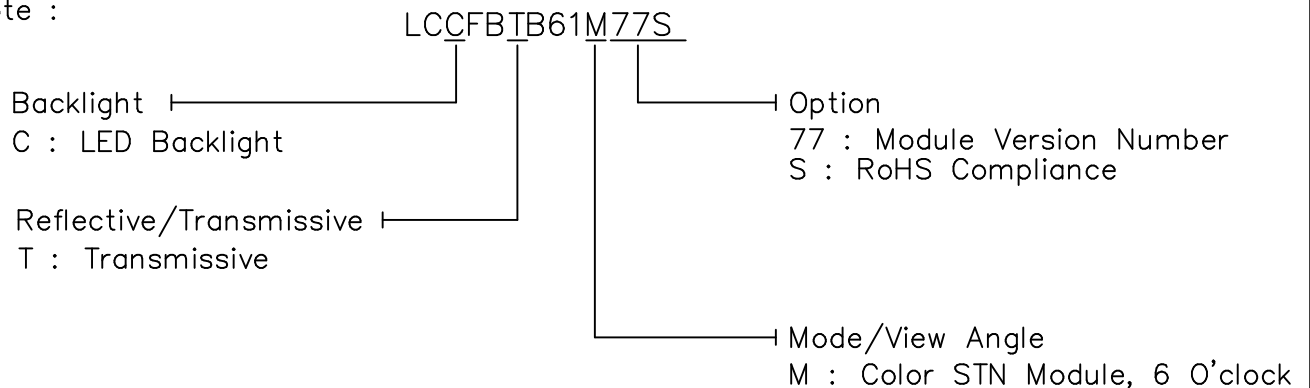 LCCFBTB61M77S
Backlight
C : LED Backlight
Reflective/Transmissive
T : Transmissive
Option
77 : Module Version Number
S : RoHS Compliance
Mode/View Angle
M : Color STN Module, 6 O'clock